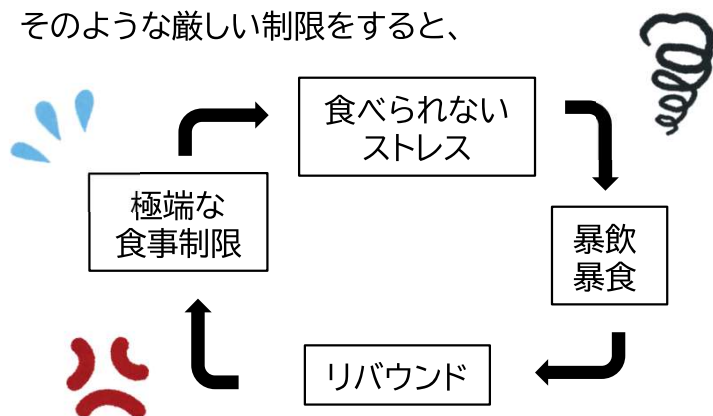 そのような厳しい制限をすると、
食べられない
ストレス
極端な
食事制限
暴飲
暴食
リバウンド